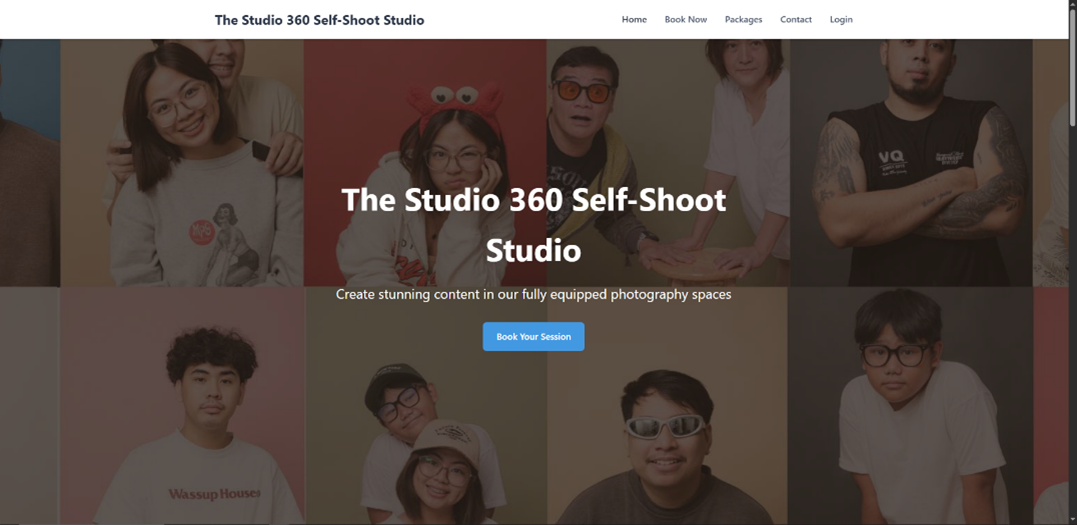 The Studio 360 Self-Shoot Studio
Home Book Now Packages Contact Login
The Studio 360 Self-Shoot
Studio
Create stunning content in our fully equipped photography spaces
Book Your Session
VQ
Wassup House